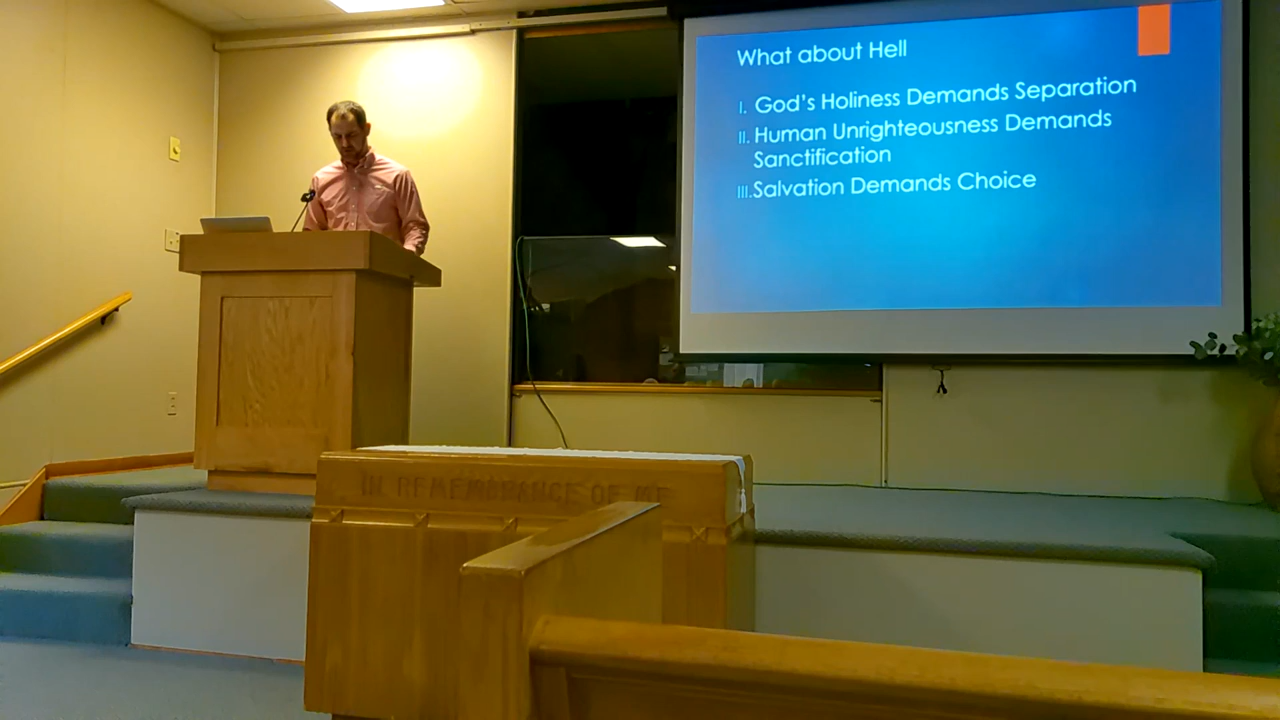 What about Hell
I. God's Holiness Demands Separation
II. Human Unrighteousness Demands
Sanctification
III. Salvation Demands Choice
IN REMEMBRANCE OF ME